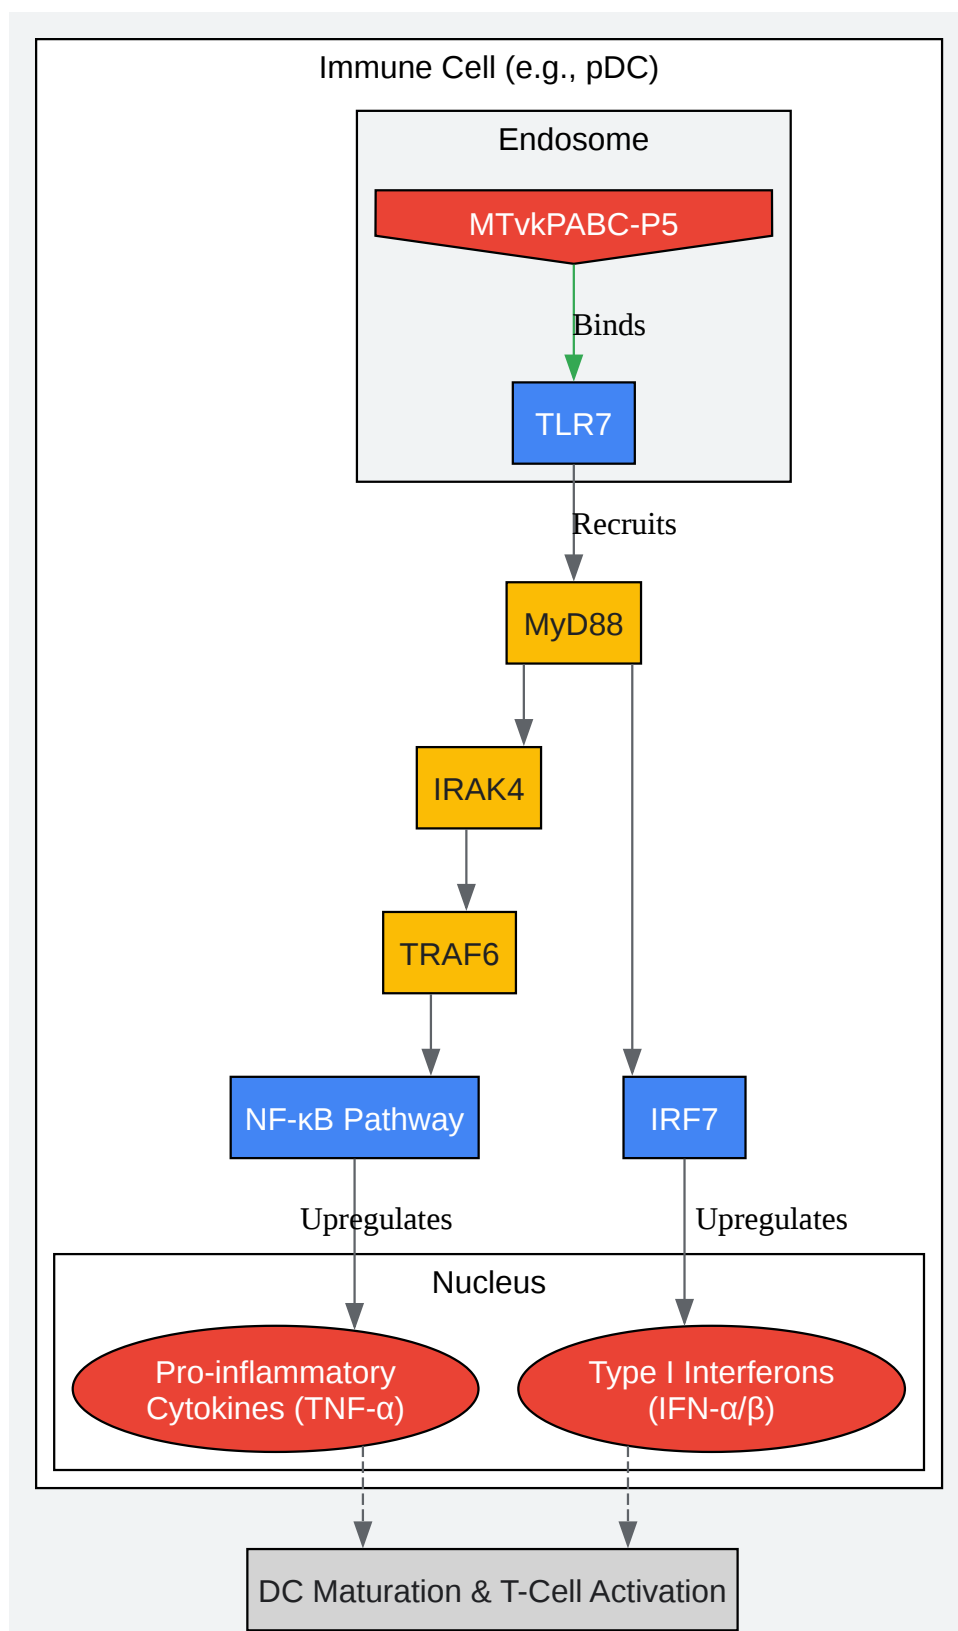 Immune Cell (e.g., pDC)
Endosome
MTvkPABC-P5
Binds
TLR7
Recruits
MyD88
IRAK4
TRAF6
NF-κB Pathway
IRF7
Upregulates
Upregulates
Nucleus
Pro-inflammatory
Cytokines (TNF-α)
Type I Interferons
(IFN-α/β)
DC Maturation & T-Cell Activation